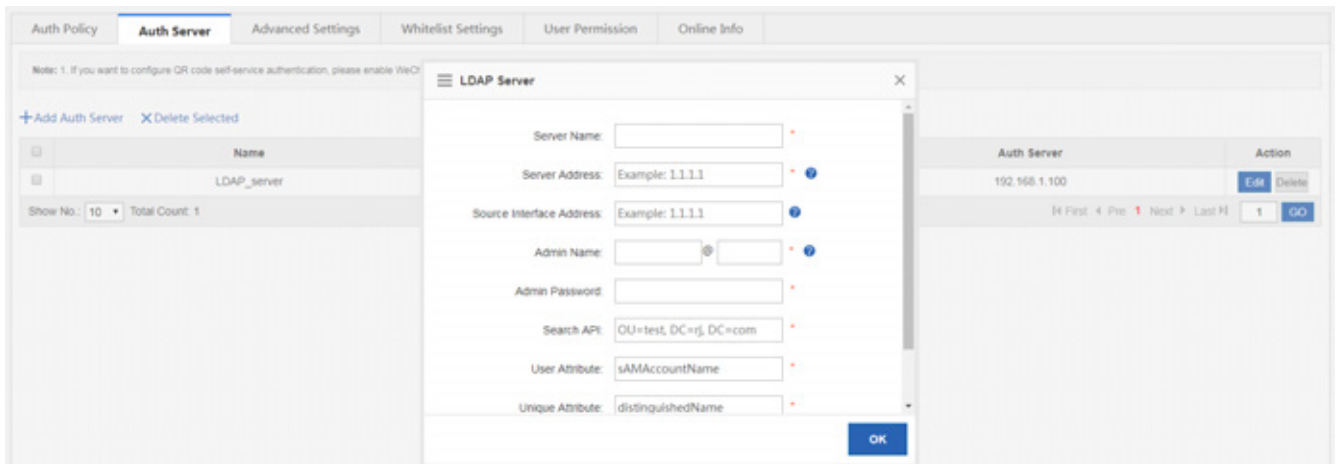 Auth Policy Auth Server Advanced Settings Whitelist Settings User Permission Online Info
Note: 1. If you want to configure QR code self-service authentication, please enable WeCh
LDAP Server ×
+Add Auth Server XDelete Selected
Name Auth Server Action
LDAP_server 192.168.1.100 Edit Delete
Show No.: 10 Total Count: 1 First Pre 1 Next Last 1 GO
Server Name: *
Server Address: Example: 1.1.1.1 * ?
Source Interface Address: Example: 1.1.1.1 ?
Admin Name: @ * ?
Admin Password: *
Search API: OU=test, DC=rj, DC=com *
User Attribute: sAMAccountName *
Unique Attribute: distinguishedName *
OK